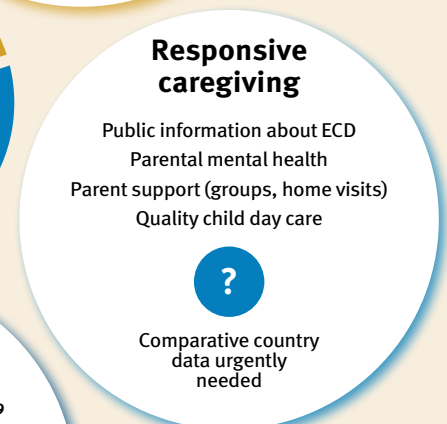 Responsive
caregiving
Public information about ECD
Parental mental health
Parent support (groups, home visits)
Quality child day care
?
Comparative country
data urgently
needed